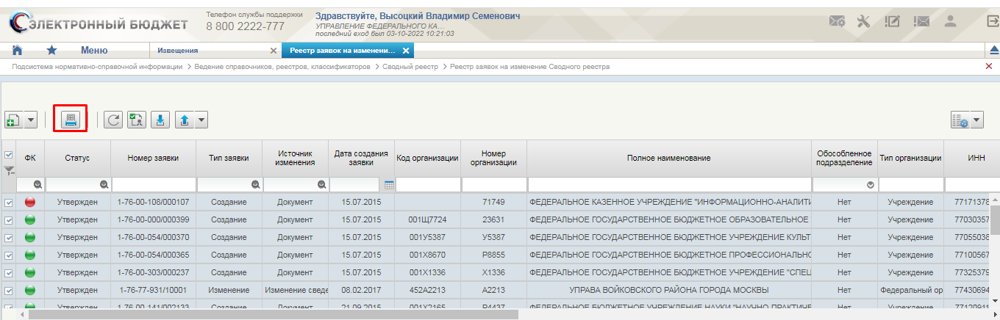 ЭЛЕКТРОННЫЙ БЮДЖЕТ
Телефон службы поддержки
8 800 2222-777
Здравствуйте, Высоцкий Владимир Семенович
УПРАВЛЕНИЕ ФЕДЕРАЛЬНОГО КА...
последний вход был 03-10-2022 10:21:03
Меню Извещения Реестр заявок на изменени...
Подсистема нормативно-справочной информации > Ведение справочников, реестров, классификаторов > Сводный реестр > Реестр заявок на изменение Сводного реестра
ФК Статус Номер заявки Тип заявки Источник изменения Дата создания заявки Код организации Номер организации Полное наименование Обособленное подразделение Тип организации ИНН
Утвержден 1-76-00-108/000107 Создание Документ 15.07.2015 71749 ФЕДЕРАЛЬНОЕ КАЗЕННОЕ УЧРЕЖДЕНИЕ "ИНФОРМАЦИОННО-АНАЛИТИ Нет Учреждение 77171378
Утвержден 1-76-00-000/000399 Создание Документ 15.07.2015 001Щ7724 23631 ФЕДЕРАЛЬНОЕ ГОСУДАРСТВЕННОЕ БЮДЖЕТНОЕ ОБРАЗОВАТЕЛЬНОЕ Нет Учреждение 77030357
Утвержден 1-76-00-054/000370 Создание Документ 15.07.2015 001У5387 У5387 ФЕДЕРАЛЬНОЕ ГОСУДАРСТВЕННОЕ БЮДЖЕТНОЕ УЧРЕЖДЕНИЕ КУЛЬТ Нет Учреждение 77055038
Утвержден 1-76-00-054/000365 Создание Документ 15.07.2015 001Х8670 Р8855 ФЕДЕРАЛЬНОЕ ГОСУДАРСТВЕННОЕ БЮДЖЕТНОЕ ПРОФЕССИОНАЛЬНО Нет Учреждение 77100567
Утвержден 1-76-00-303/000237 Создание Документ 15.07.2015 001Х1336 Х1336 ФЕДЕРАЛЬНОЕ ГОСУДАРСТВЕННОЕ БЮДЖЕТНОЕ УЧРЕЖДЕНИЕ "СПЕЦ Нет Учреждение 77325379
Утвержден 1-76-77-931/10001 Изменение Изменение сведе 08.02.2017 452А2213 А2213 УПРАВА ВОЙКОВСКОГО РАЙОНА ГОРОДА МОСКВЫ Нет Федеральный ор 77430694
Утвержден 1-76-00-141/002133 Создание Документ 21.09.2015 001Х2165 Р4437 ФЕДЕРАЛЬНОЕ БЮДЖЕТНОЕ УЧРЕЖДЕНИЕ НАУКИ "НАУЧНО-ПРАКТИЧЕ Нет Учреждение 77120911